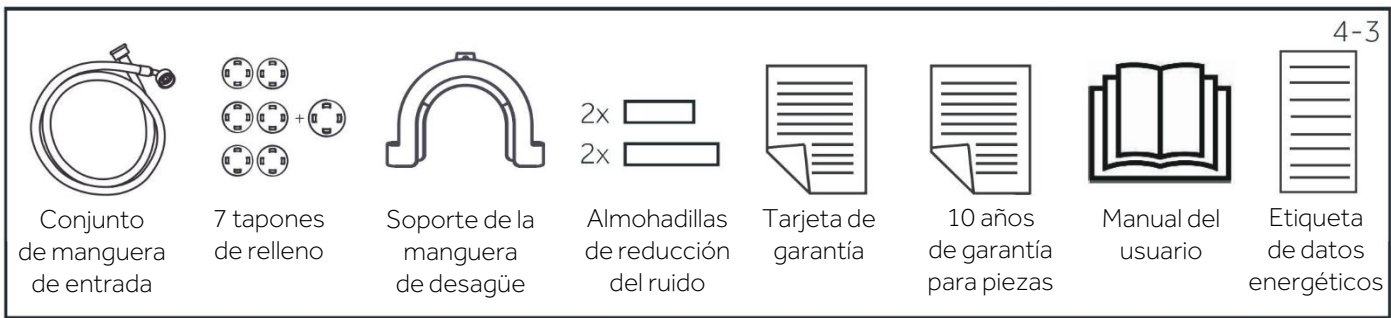 4-3
+
2x
2x
Conjunto
de manguera
de entrada
7 tapones
de relleno
Soporte de la
manguera
de desagüe
Almohadillas
de reducción
del ruido
Tarjeta de
garantía
10 años
de garantía
para piezas
Manual del
usuario
Etiqueta
de datos
energéticos